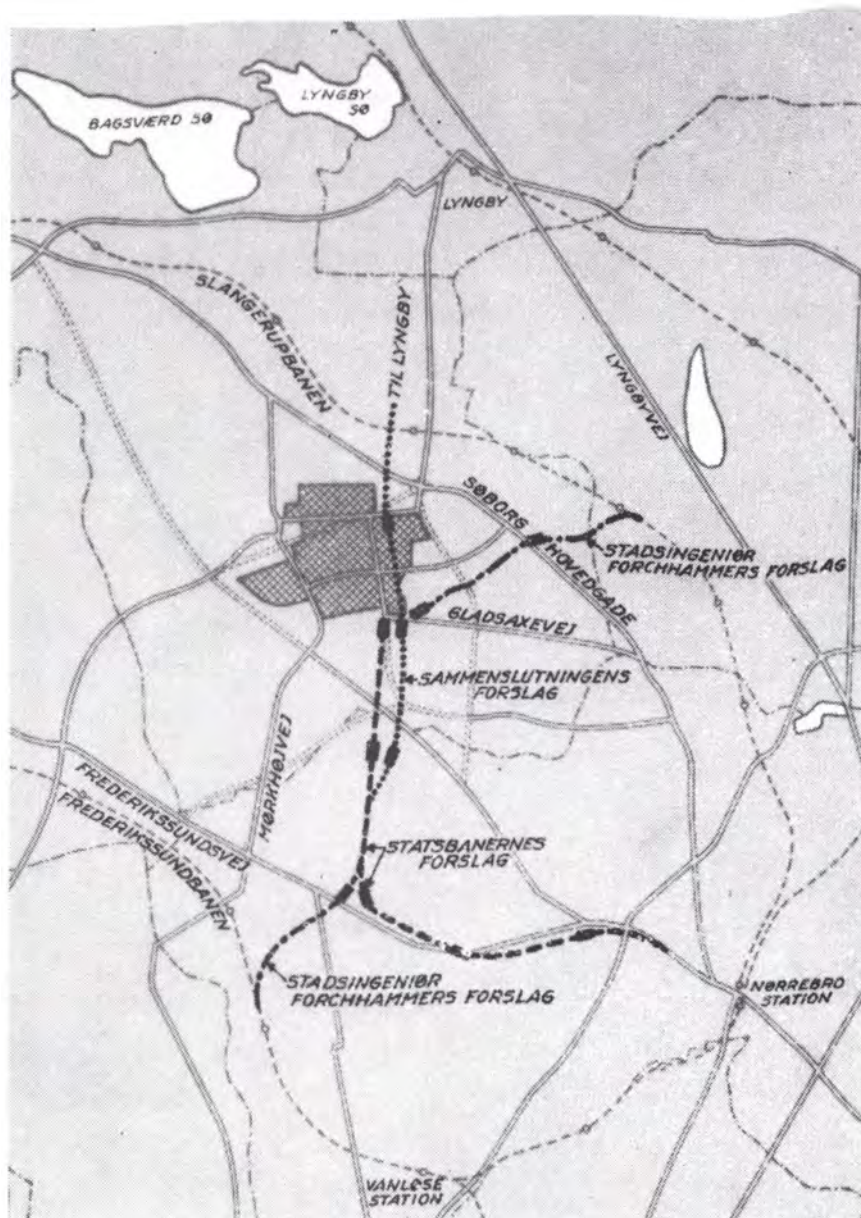 BAGSVÆRD SØ
LYNGBY
SØ
LYNGBY
SLANGERUPBANEN
TIL LYNGBY
LYNGBYVEJ
SØBORG HOVEDGADE
STADSINGENIØR
FORCHHAMMERS FORSLAG
GLADSAXEVEJ
SAMMENSLUTNINGENS
FORSLAG
MØRKHØJVEJ
FREDERIKSSUNDSVEJ
FREDERIKSSUNDBANEN
STATSBANERNES
FORSLAG
STADSINGENIØR
FORCHHAMMERS FORSLAG
NØRREBRO
STATION
VANLØSE
STATION